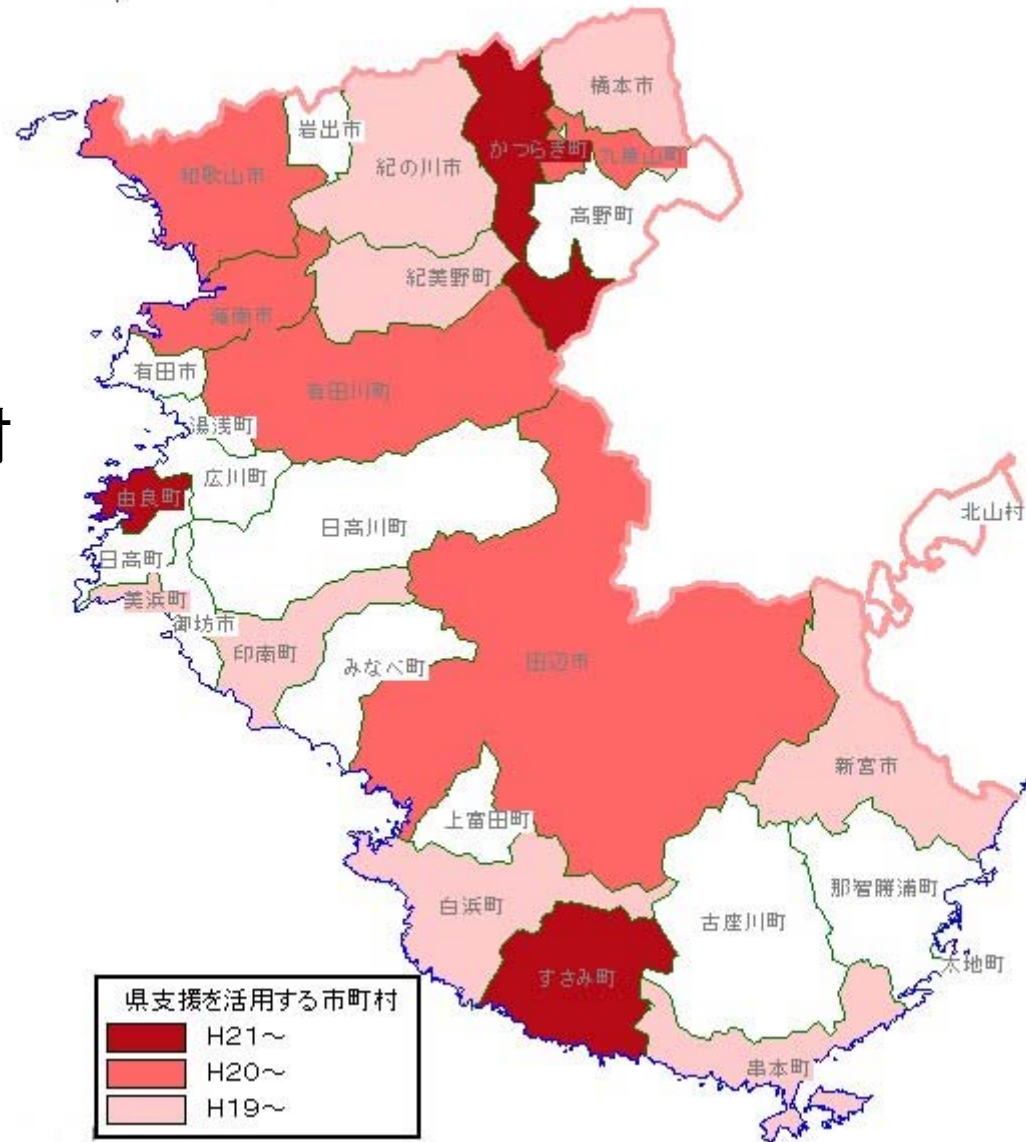 橋本市
岩出市
かつらぎ町
九度山町
紀の川市
和歌山市
高野町
紀美野町
海南市
有田市
有田川町
湯浅町
広川町
由良町
北山村
日高川町
日高町
美浜町
御坊市
印南町
みなべ町
田辺市
新宮市
上富田町
那智勝浦町
白浜町
古座川町
太地町
すさみ町
串本町
県支援を活用する市町村
H21～
H20～
H19～